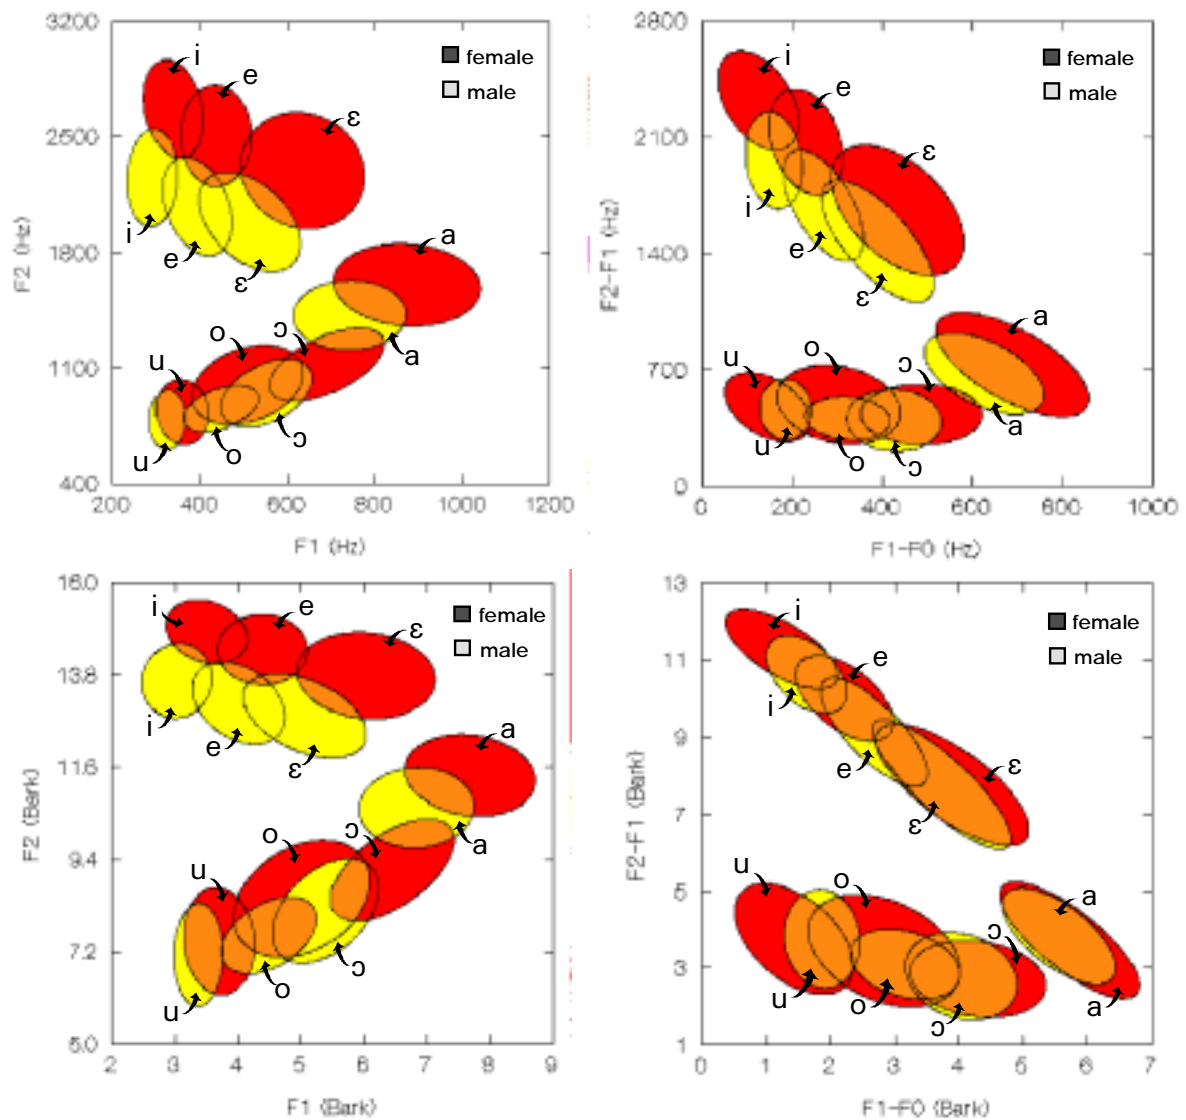 3200
2500
1800
1100
400
F2 (Hz)
200
400
600
800
1000
1200
F1 (Hz)
female
male
i
e
ɛ
i
e
ɛ
a
a
ɔ
o
u
u
o
ɔ
2800
2100
1400
700
0
F2-F1 (Hz)
0
200
400
600
800
1000
F1-F0 (Hz)
female
male
i
e
ɛ
i
e
ɛ
a
a
u
o
ɔ
u
o
ɔ
16.0
13.8
11.6
9.4
7.2
5.0
F2 (Bark)
2
3
4
5
6
7
8
9
F1 (Bark)
female
male
i
e
ɛ
i
e
ɛ
a
a
o
ɔ
u
u
o
ɔ
13
11
9
7
5
3
1
F2-F1 (Bark)
0
1
2
3
4
5
6
7
F1-F0 (Bark)
female
male
i
e
i
e
ɛ
ɛ
u
o
a
ɔ
u
o
ɔ
a